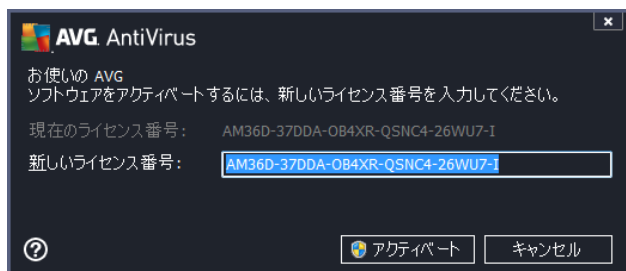 AVG AntiVirus
お使いの AVG
ソフトウェアをアクティベートするには、新しいライセンス番号を入力してください。
現在のライセンス番号: AM36D-37DDA-OB4XR-QSNC4-26WU7-I
新しいライセンス番号: AM36D-37DDA-OB4XR-QSNC4-26WU7-I
アクティベート キャンセル